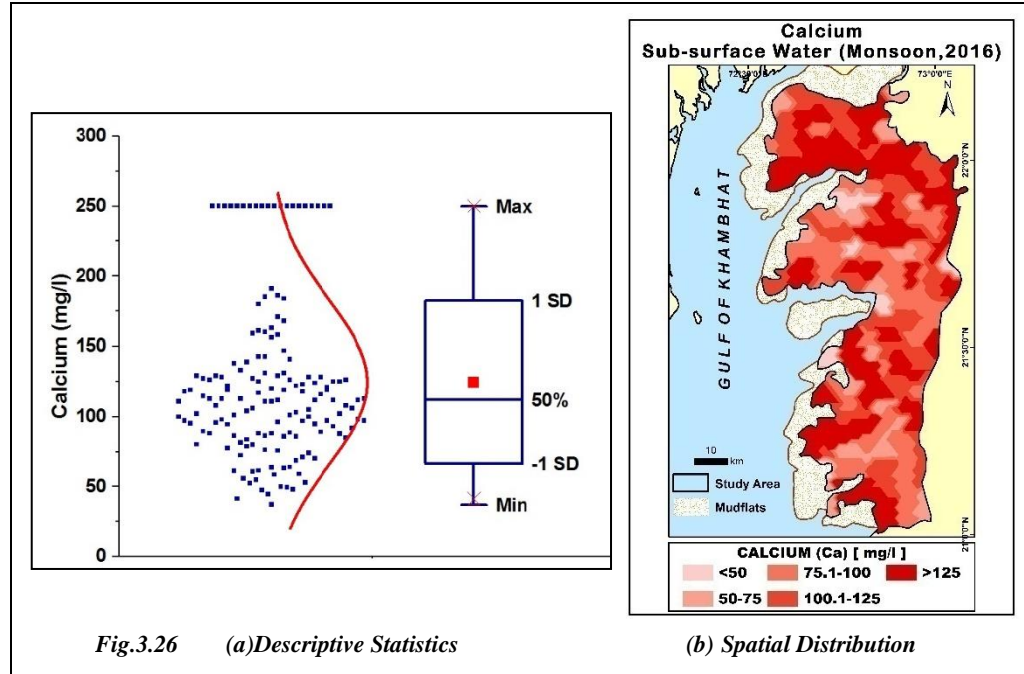 300
250
200
150
100
50
0
Calcium (mg/l)
Max
1 SD
50%
-1 SD
Min
Calcium
Sub-surface Water (Monsoon,2016)
73°0'0"E
N
22°0'0"N
21°30'0"N
21°0'0"N
GULF OF KHAMBHAT
10
km
Study Area
Mudflats
CALCIUM (Ca) [ mg/l ]
<50 75.1-100 >125
50-75 100.1-125
Fig.3.26 (a)Descriptive Statistics (b) Spatial Distribution